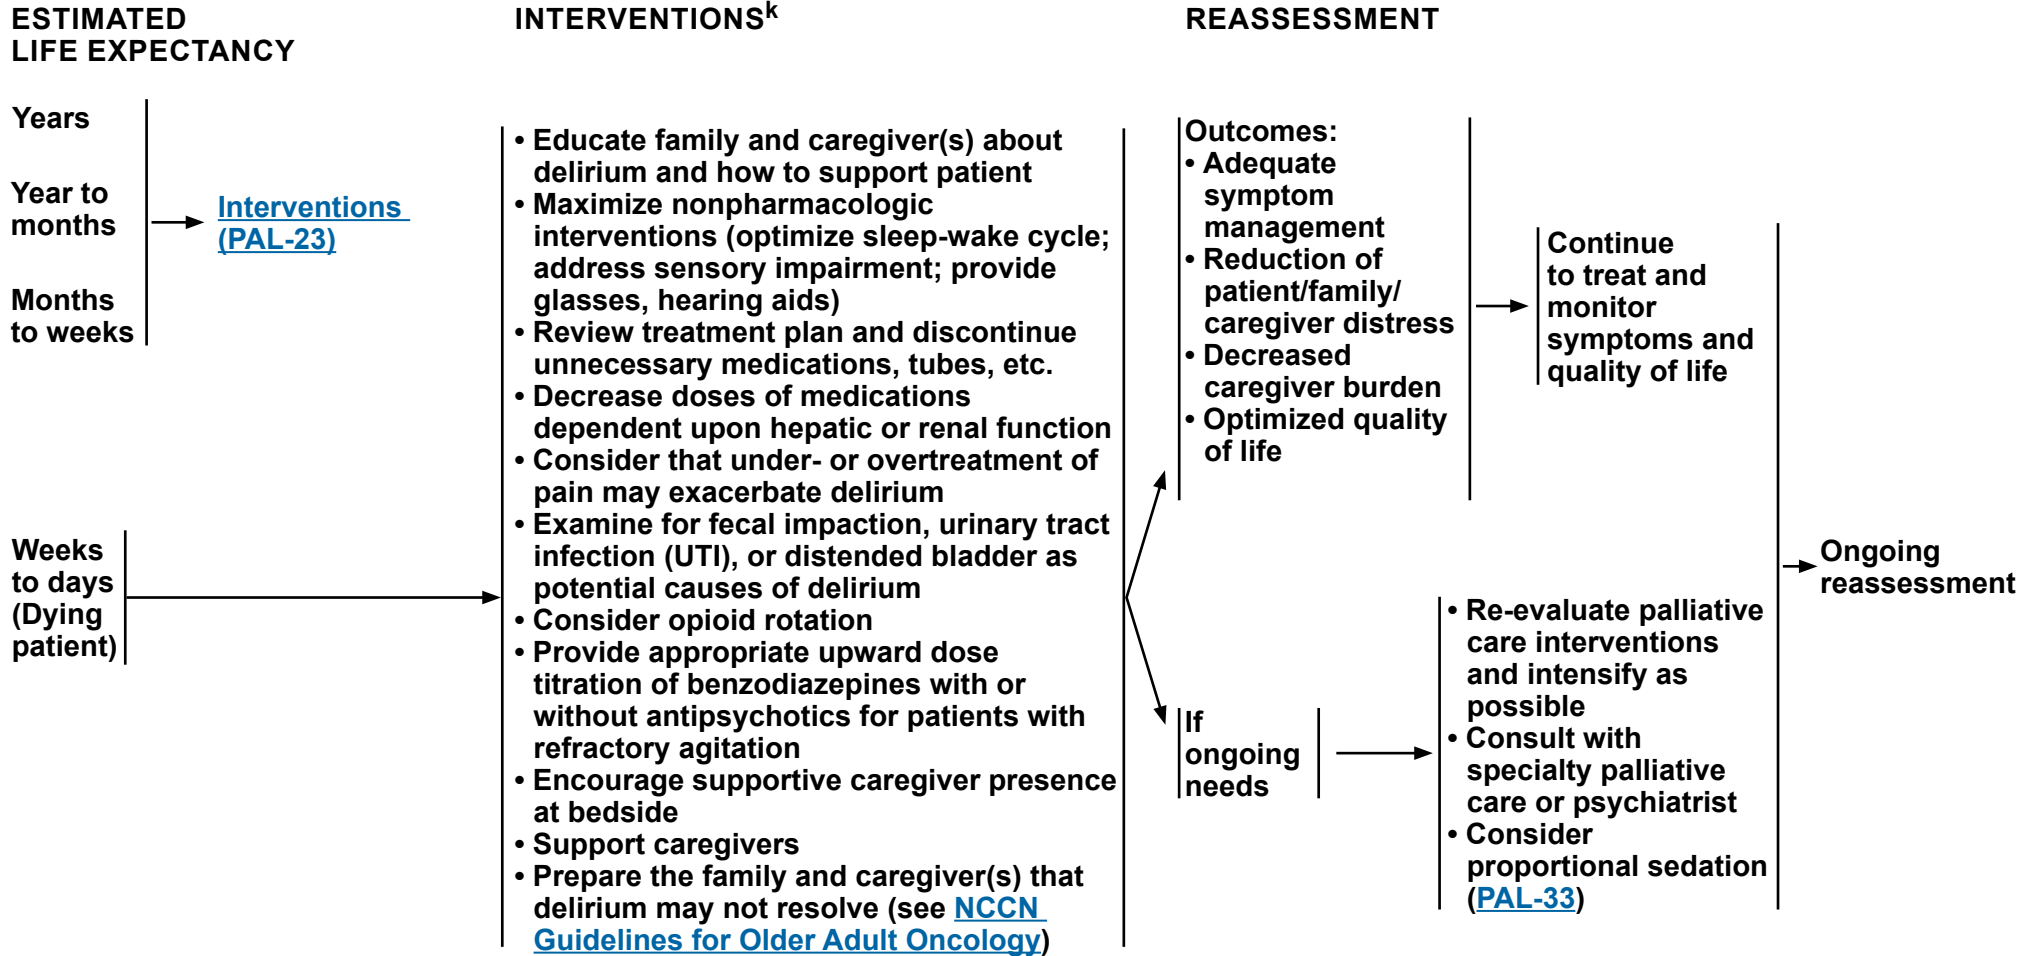 ESTIMATED
LIFE EXPECTANCY
INTERVENTIONSk
REASSESSMENT
Years
Year to
months
Months
to weeks
Interventions
(PAL-23)
Weeks
to days
(Dying
patient)
• Educate family and caregiver(s) about
delirium and how to support patient
• Maximize nonpharmacologic
interventions (optimize sleep-wake cycle;
address sensory impairment; provide
glasses, hearing aids)
• Review treatment plan and discontinue
unnecessary medications, tubes, etc.
• Decrease doses of medications
dependent upon hepatic or renal function
• Consider that under- or overtreatment of
pain may exacerbate delirium
• Examine for fecal impaction, urinary tract
infection (UTI), or distended bladder as
potential causes of delirium
• Consider opioid rotation
• Provide appropriate upward dose
titration of benzodiazepines with or
without antipsychotics for patients with
refractory agitation
• Encourage supportive caregiver presence
at bedside
• Support caregivers
• Prepare the family and caregiver(s) that
delirium may not resolve (see NCCN
Guidelines for Older Adult Oncology)
Outcomes:
• Adequate
symptom
management
• Reduction of
patient/family/
caregiver distress
• Decreased
caregiver burden
• Optimized quality
of life
Continue
to treat and
monitor
symptoms and
quality of life
If
ongoing
needs
• Re-evaluate palliative
care interventions
and intensify as
possible
• Consult with
specialty palliative
care or psychiatrist
• Consider
proportional sedation
(PAL-33)
Ongoing
reassessment